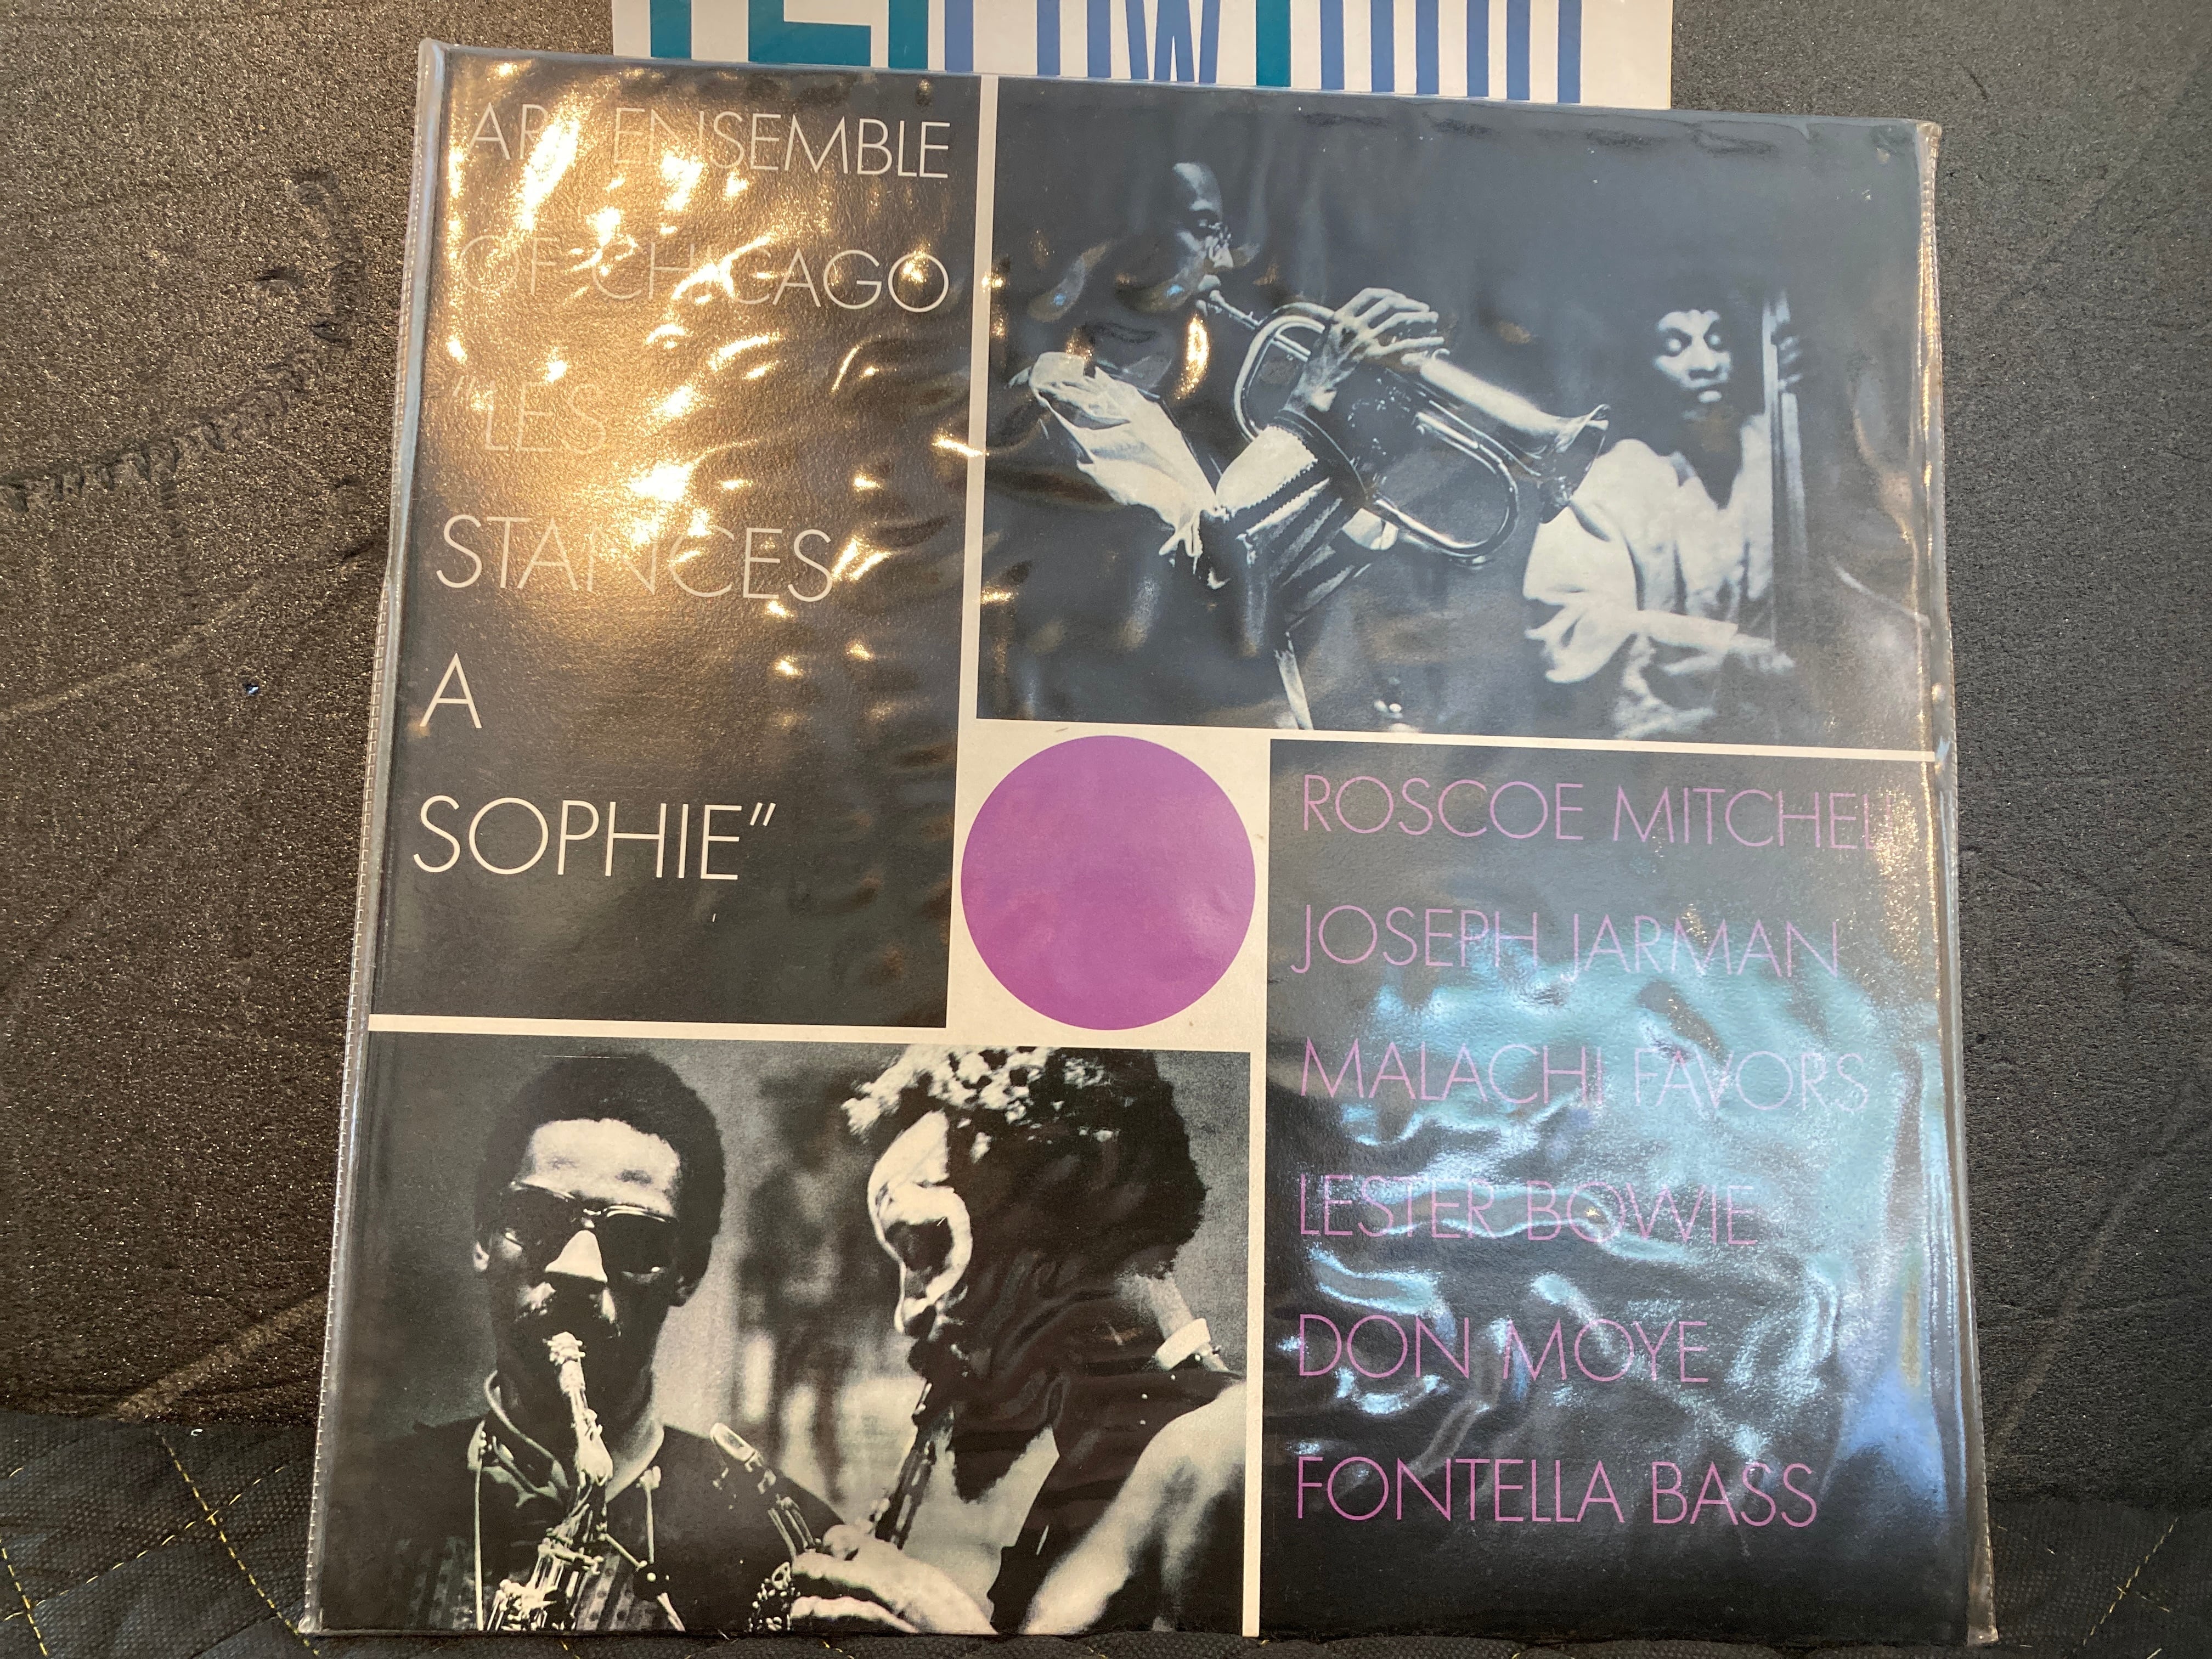 ART ENSEMBLE
OF CHICAGO
"LES
STANCES
A
SOPHIE"
ROSCOE MITCHELL
JOSEPH JARMAN
MALACHI FAVORS
LESTER BOWIE
DON MOYE
FONTELLA BASS